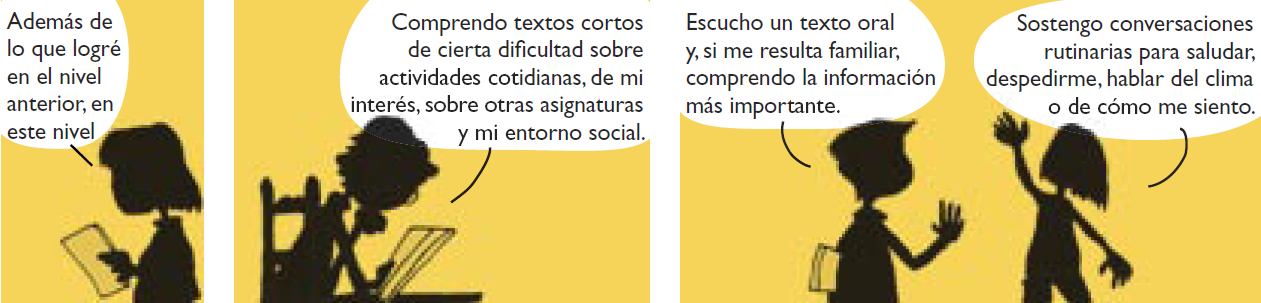 Además de
lo que logré
en el nivel
anterior, en
este nivel
Comprendo textos cortos
de cierta dificultad sobre
actividades cotidianas, de mi
interés, sobre otras asignaturas
y mi entorno social.
Escucho un texto oral
y, si me resulta familiar,
comprendo la información
más importante.
Sostengo conversaciones
rutinarias para saludar,
despedirme, hablar del clima
o de cómo me siento.